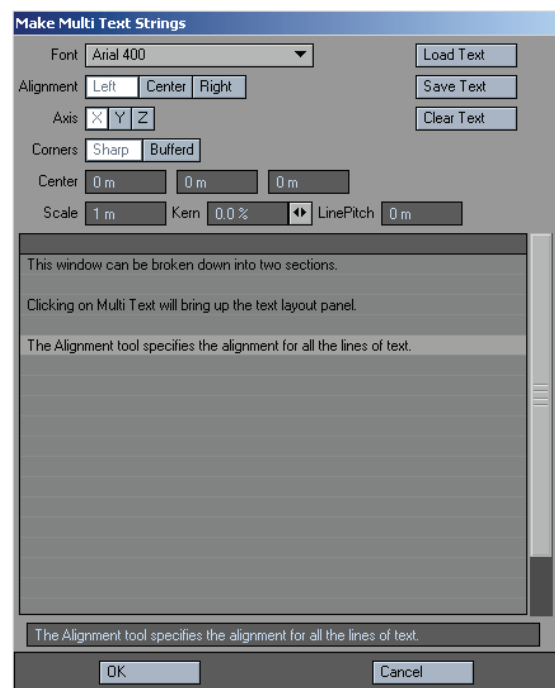 Make Multi Text Strings
Font Arial 400 Load Text
Alignment Left Center Right Save Text
Axis X Y Z Clear Text
Corners Sharp Bufferd
Center 0 m 0 m 0 m
Scale 1 m Kern 0.0 % LinePitch 0 m
This window can be broken down into two sections.
Clicking on Multi Text will bring up the text layout panel.
The Alignment tool specifies the alignment for all the lines of text.
The Alignment tool specifies the alignment for all the lines of text.
OK Cancel